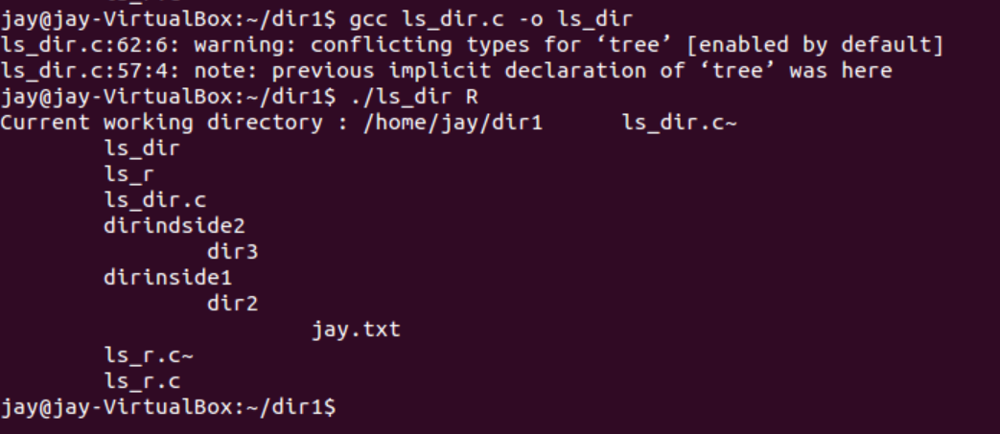 jay@jay-VirtualBox:~/dir1$ gcc ls_dir.c -o ls_dir
ls_dir.c:62:6: warning: conflicting types for ‘tree’ [enabled by default]
ls_dir.c:57:4: note: previous implicit declaration of ‘tree’ was here
jay@jay-VirtualBox:~/dir1$ ./ls_dir R
Current working directory : /home/jay/dir1      ls_dir.c~
        ls_dir
        ls_r
        ls_dir.c
        dirindside2
                dir3
        dirinside1
                dir2
                        jay.txt
        ls_r.c~
        ls_r.c
jay@jay-VirtualBox:~/dir1$